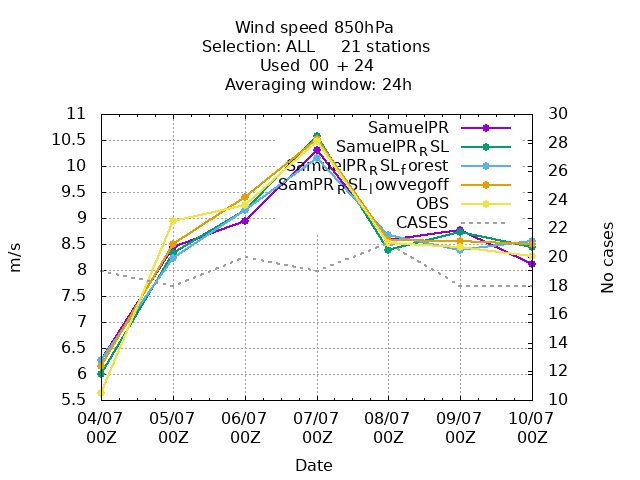 Wind speed 850hPa
Selection: ALL 21 stations
Used 00 + 24
Averaging window: 24h
11
10.5
10
9.5
9
8.5
8
7.5
7
6.5
6
5.5
m/s
SamuelPR
SamuelPR_RSL
SamuelPR_RSL_forest
SamPR_RSL_lowvegoff
OBS
CASES
30
28
26
24
22
20
18
16
14
12
10
No cases
04/07 05/07 06/07 07/07 08/07 09/07 10/07
00Z 00Z 00Z 00Z 00Z 00Z 00Z
Date